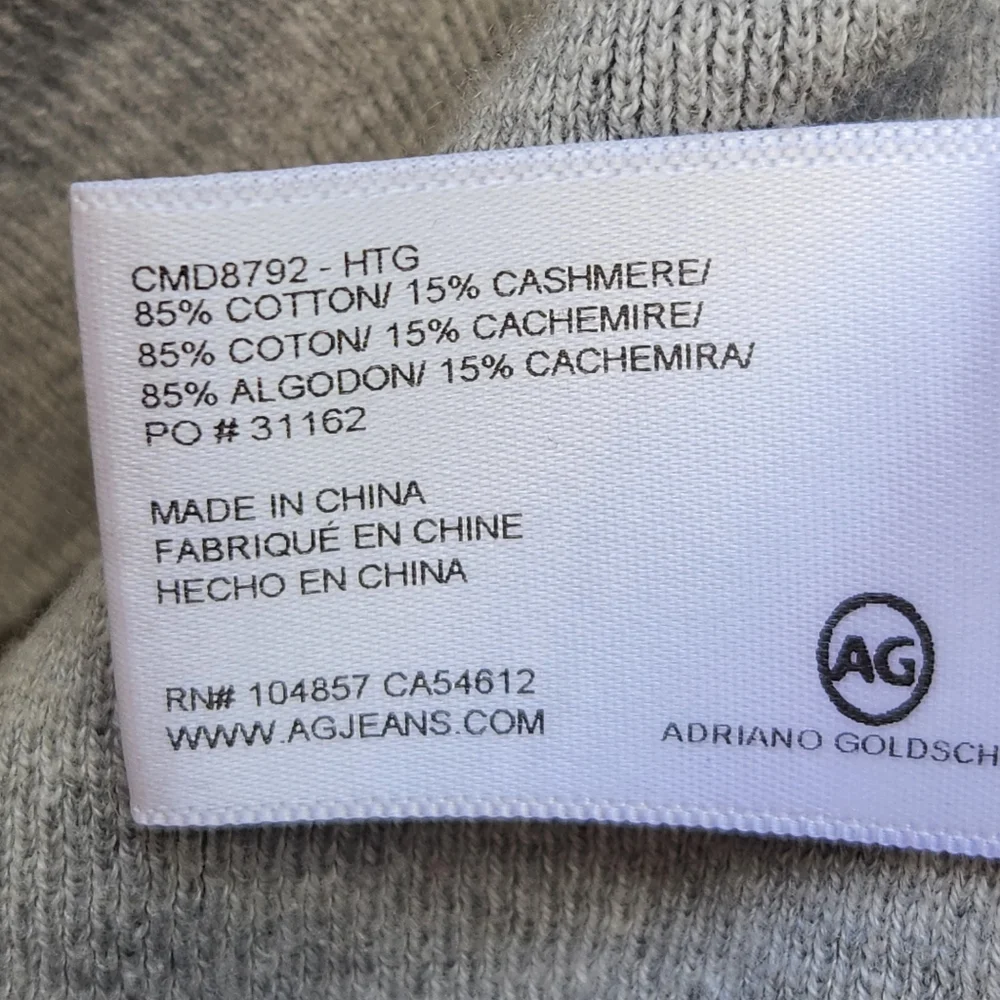 CMD8792 - HTG
85% COTTON/ 15% CASHMERE/
85% COTON/ 15% CACHEMIRE/
85% ALGODON/ 15% CACHEMIRA/
PO # 31162
MADE IN CHINA
FABRIQUÉ EN CHINE
HECHO EN CHINA
RN# 104857 CA54612
WWW.AGJEANS.COM
AG
ADRIANO GOLDSCH